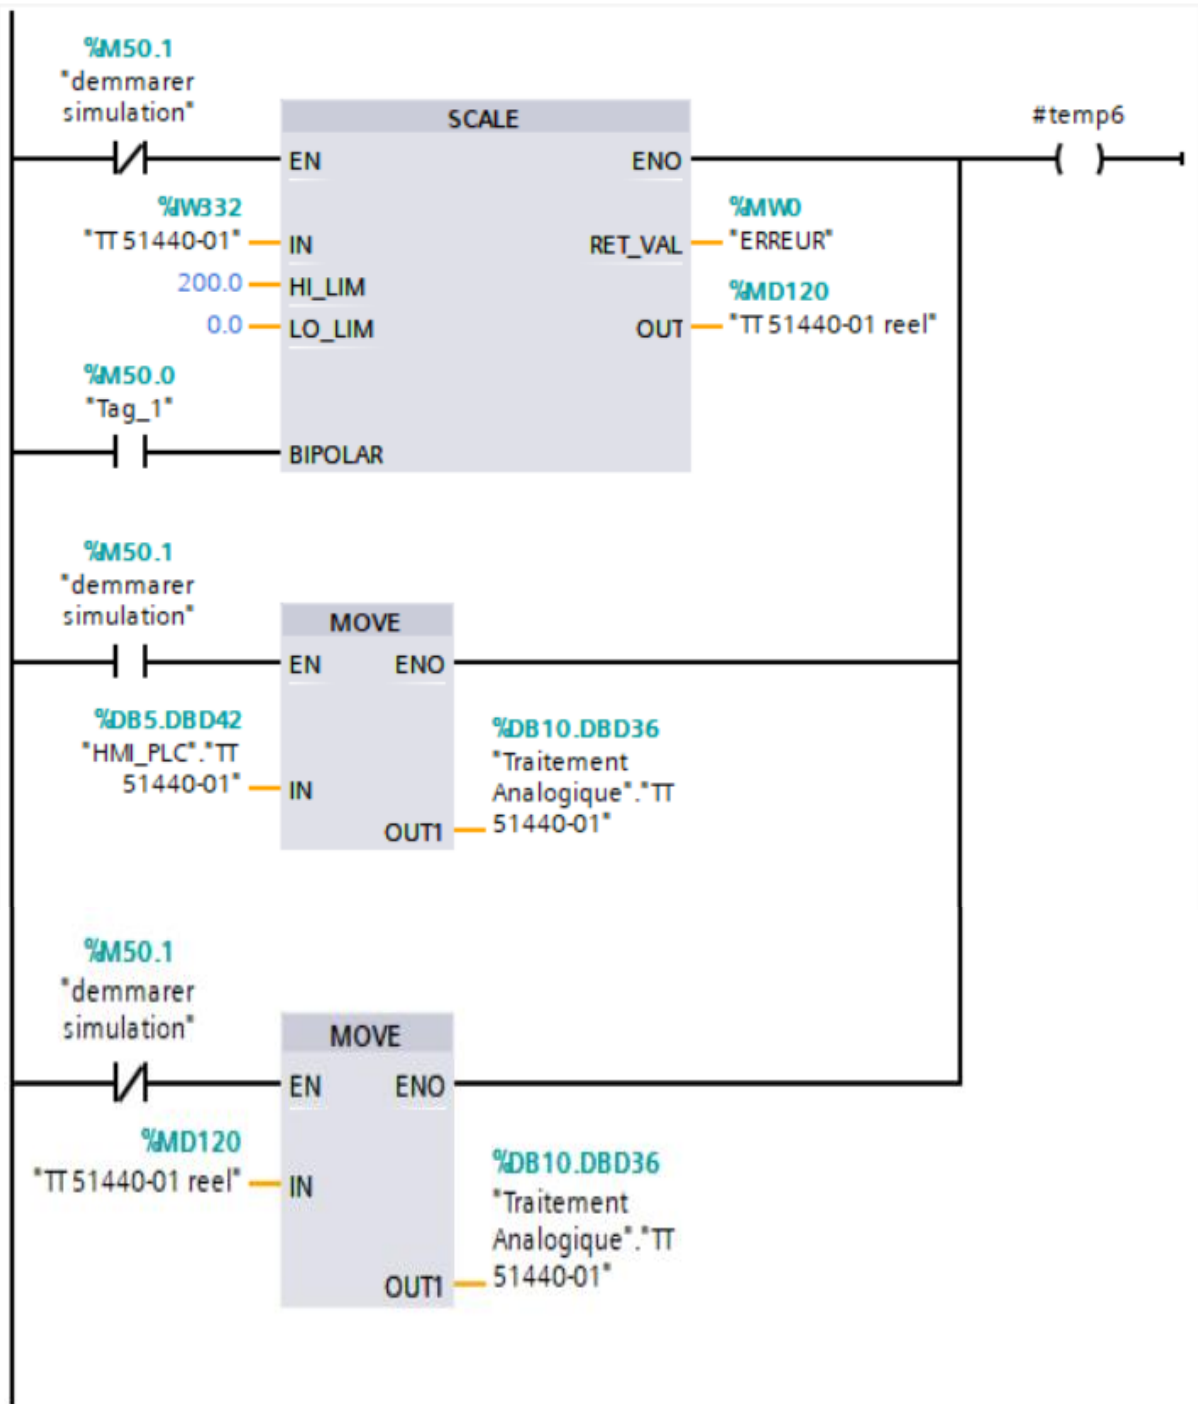 %M50.1
"demmarer
simulation"
SCALE
#temp6
EN
ENO
%IW332
"TT 51440-01"
IN
RET_VAL
%MW0
"ERREUR"
200.0
HI_LIM
0.0
LO_LIM
OUT
%MD120
"TT 51440-01 reel"
%M50.0
"Tag_1"
BIPOLAR
%M50.1
"demmarer
simulation"
MOVE
EN
ENO
%DB5.DBD42
"HMI_PLC"."TT
51440-01"
IN
OUT1
%DB10.DBD36
"Traitement
Analogique"."TT
51440-01"
%M50.1
"demmarer
simulation"
MOVE
EN
ENO
%MD120
"TT 51440-01 reel"
IN
OUT1
%DB10.DBD36
"Traitement
Analogique"."TT
51440-01"